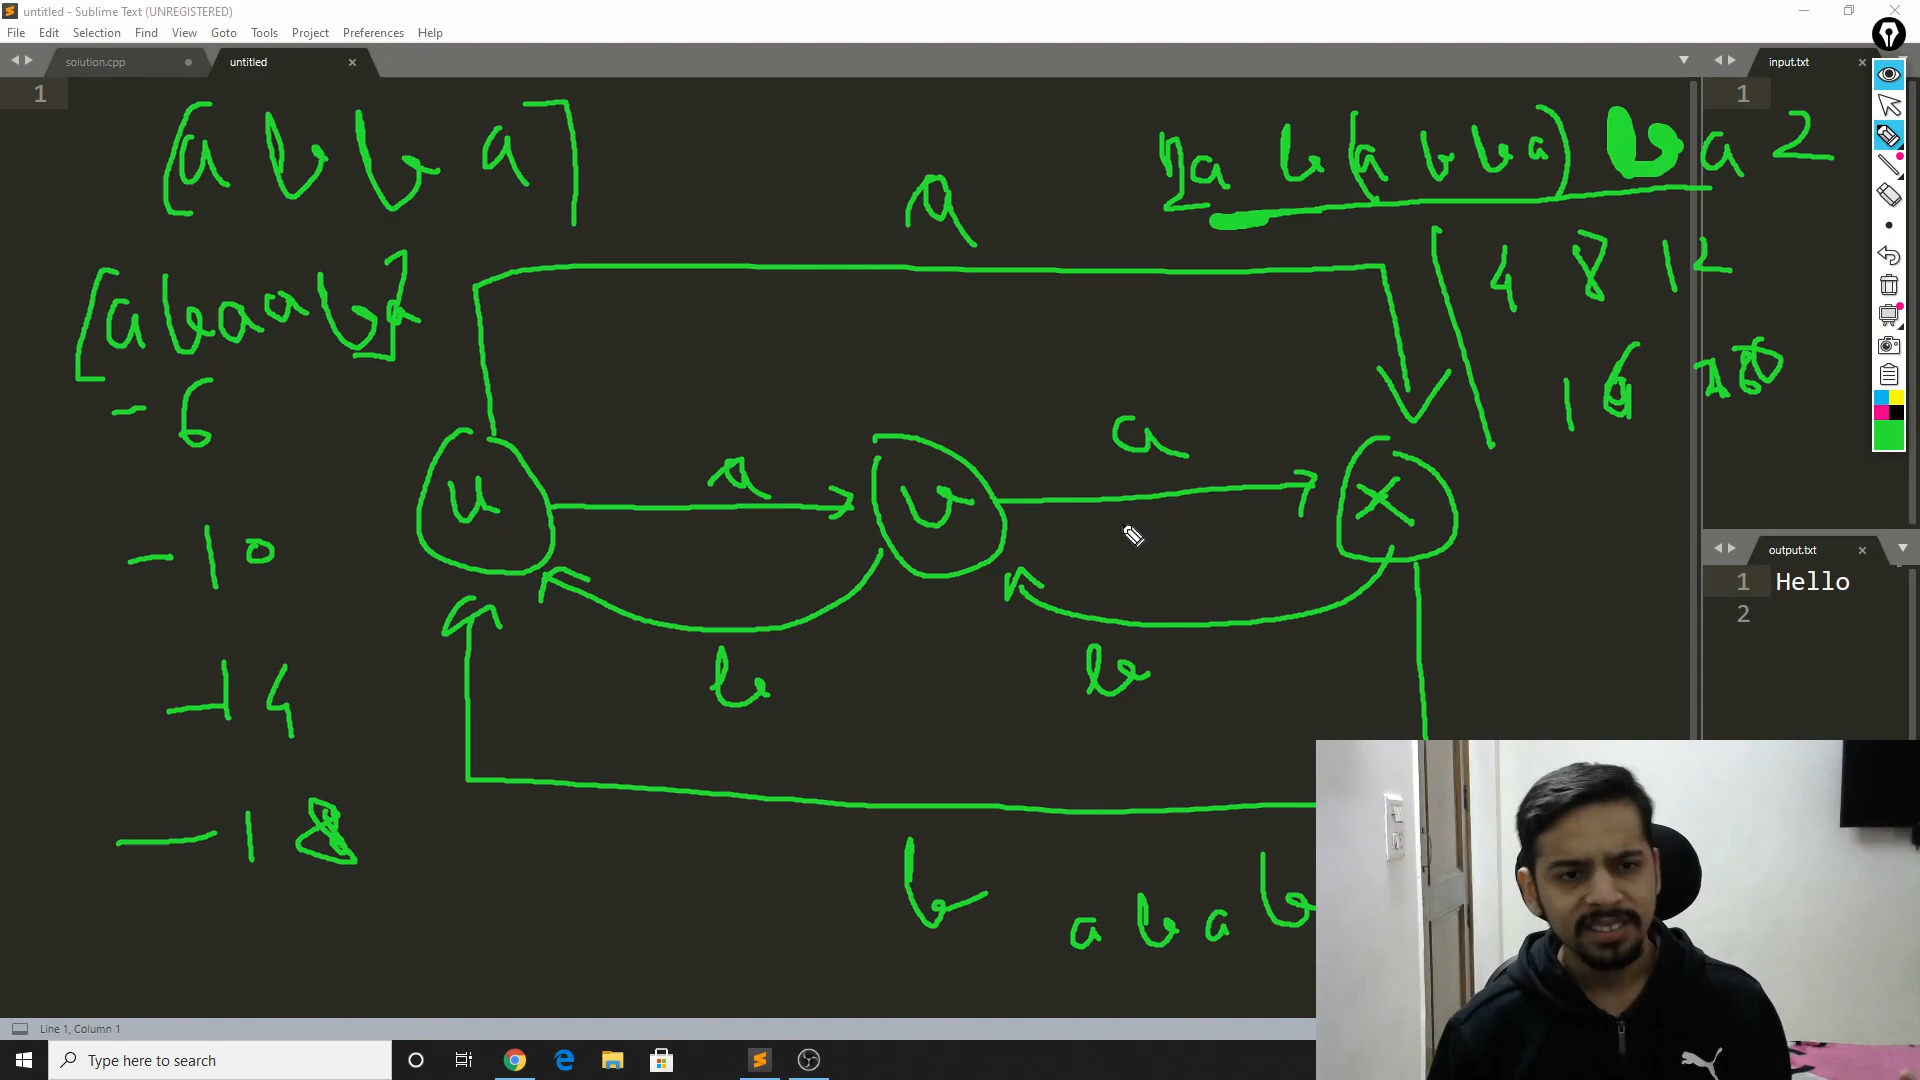 untitled - Sublime Text (UNREGISTERED)
File Edit Selection Find View Goto Tools Project Preferences Help
solution.cpp untitled input.txt
1
1
[a b b a]
a b (a b b a) b a 2
a
[a b a a b a]
4 8 12
16
- 6
u a v a x
- 10
b b
- 14
- 18
b a b a b
output.txt
1 Hello
2
Line 1, Column 1
Type here to search